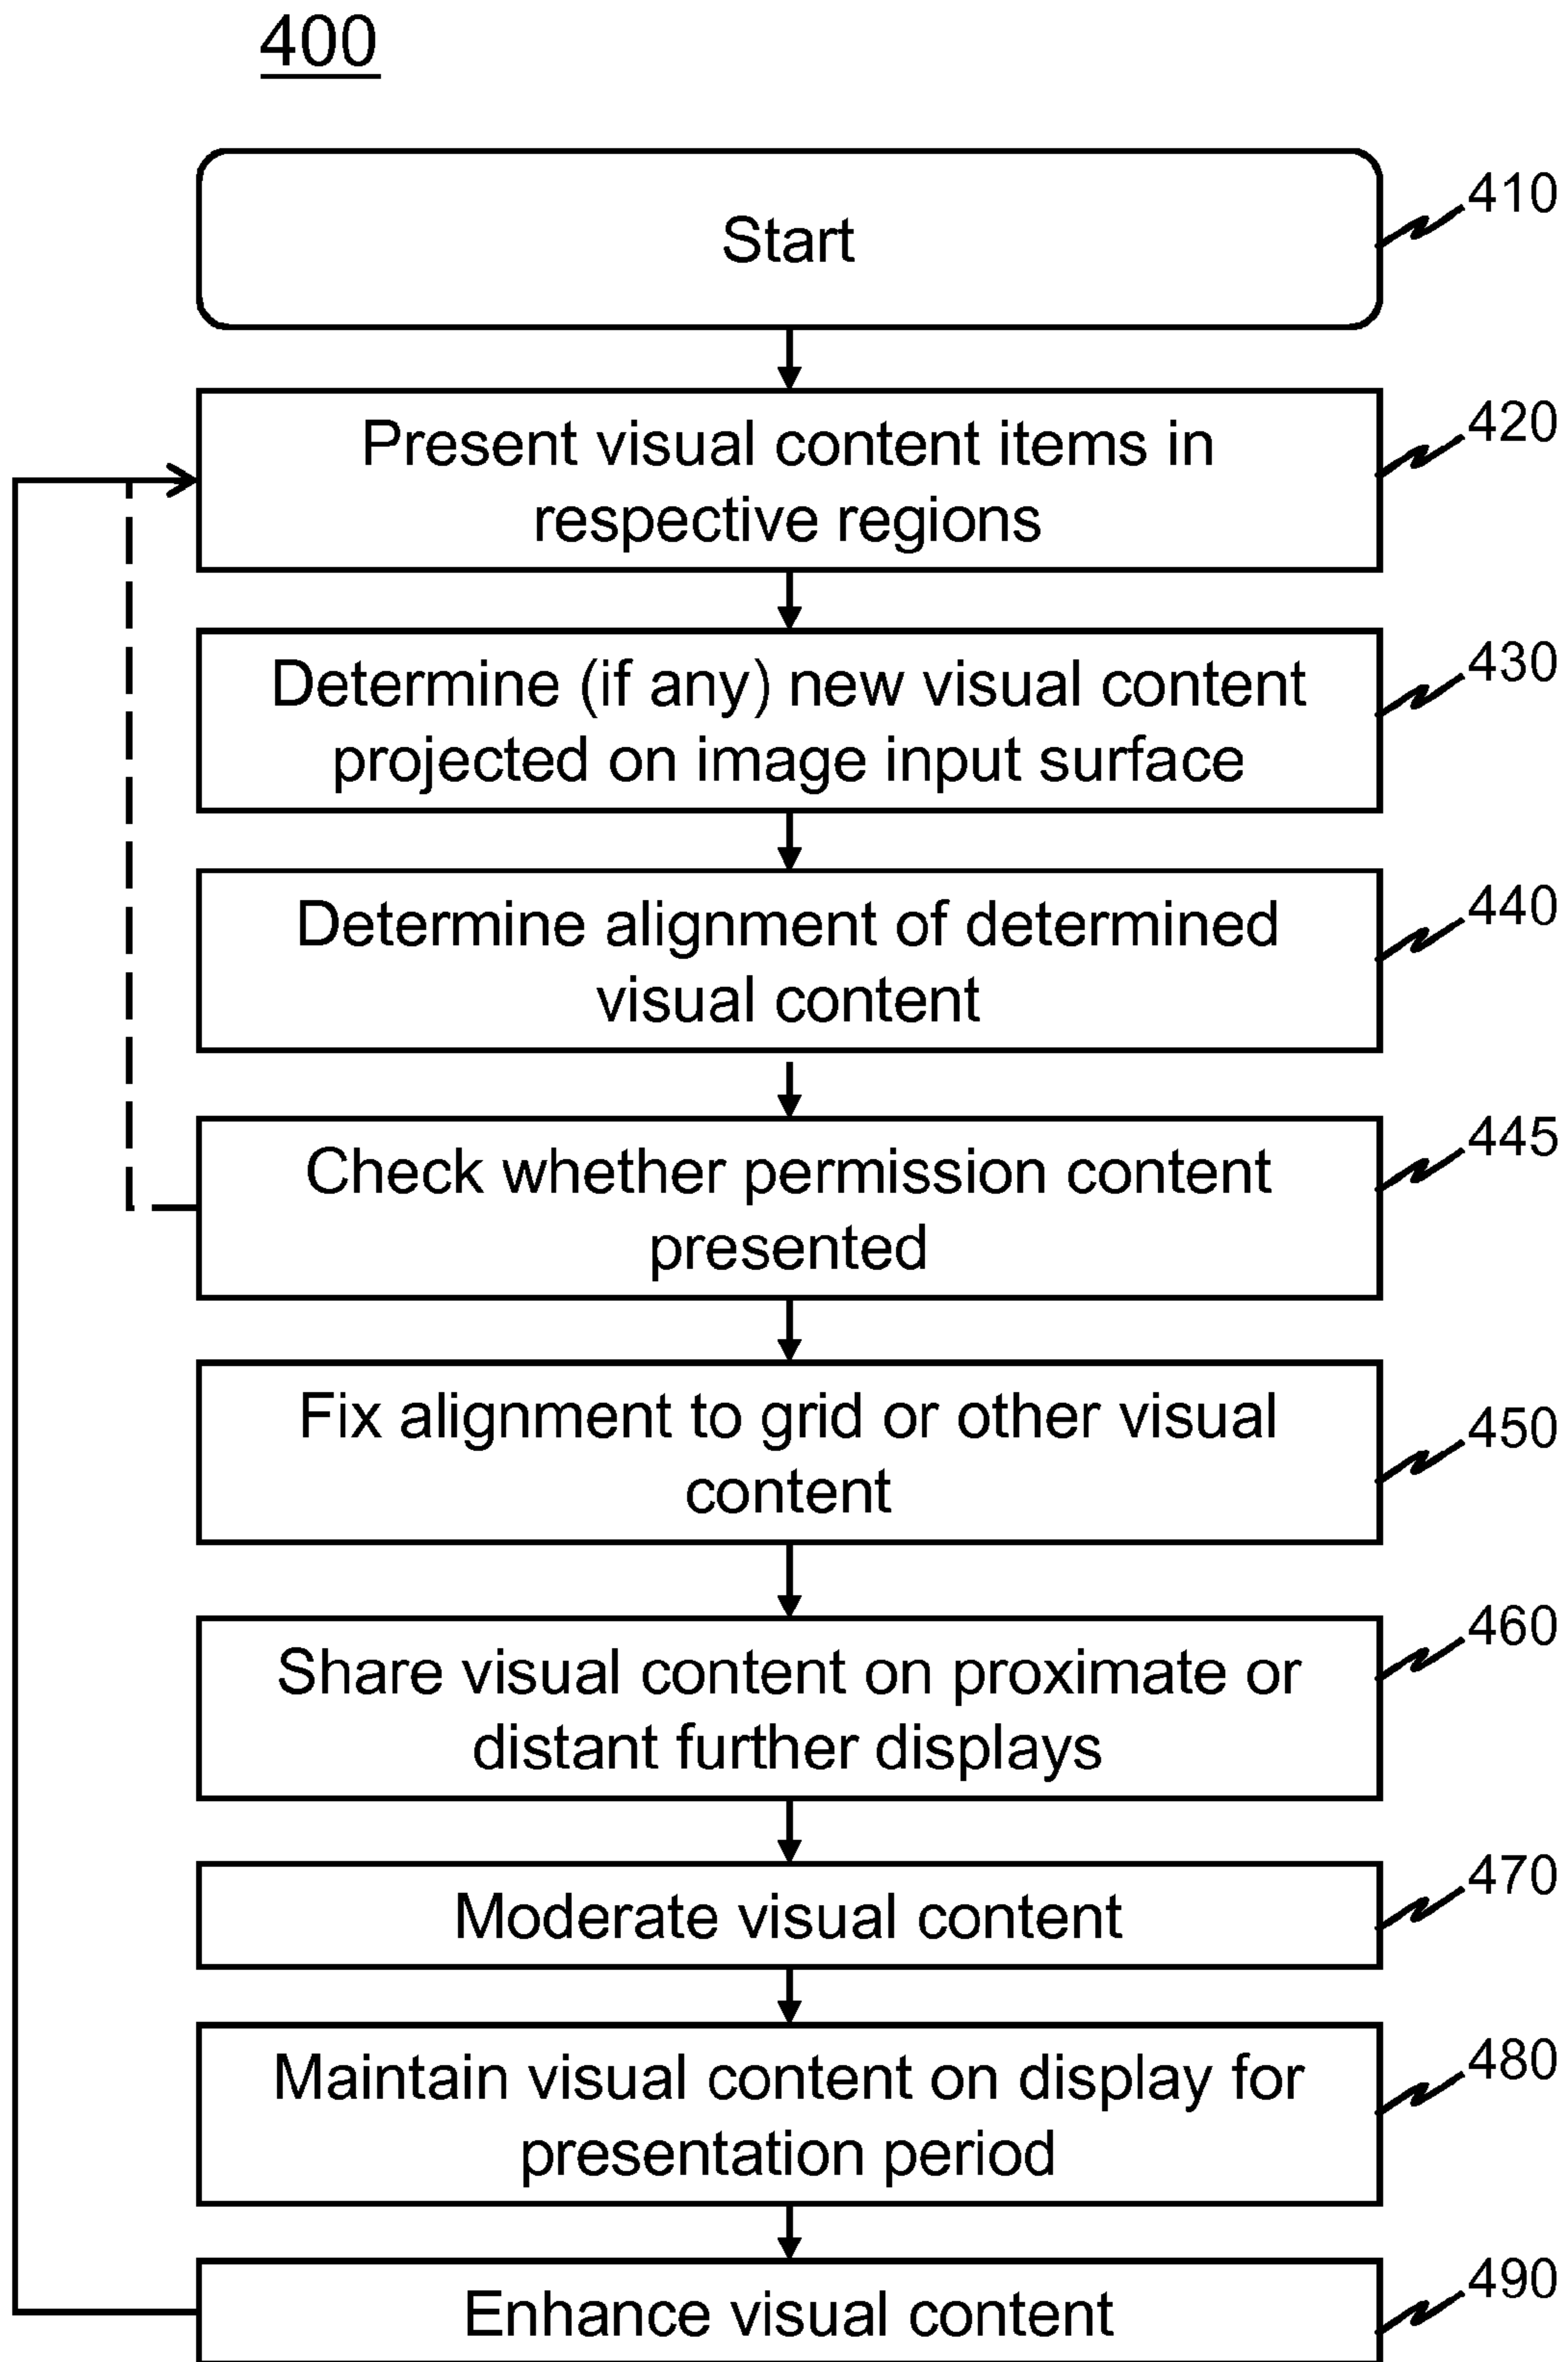 400
Start
410
Present visual content items in
respective regions
420
Determine (if any) new visual content
projected on image input surface
430
Determine alignment of determined
visual content
440
Check whether permission content
presented
445
Fix alignment to grid or other visual
content
450
Share visual content on proximate or
distant further displays
460
Moderate visual content
470
Maintain visual content on display for
presentation period
480
Enhance visual content
490